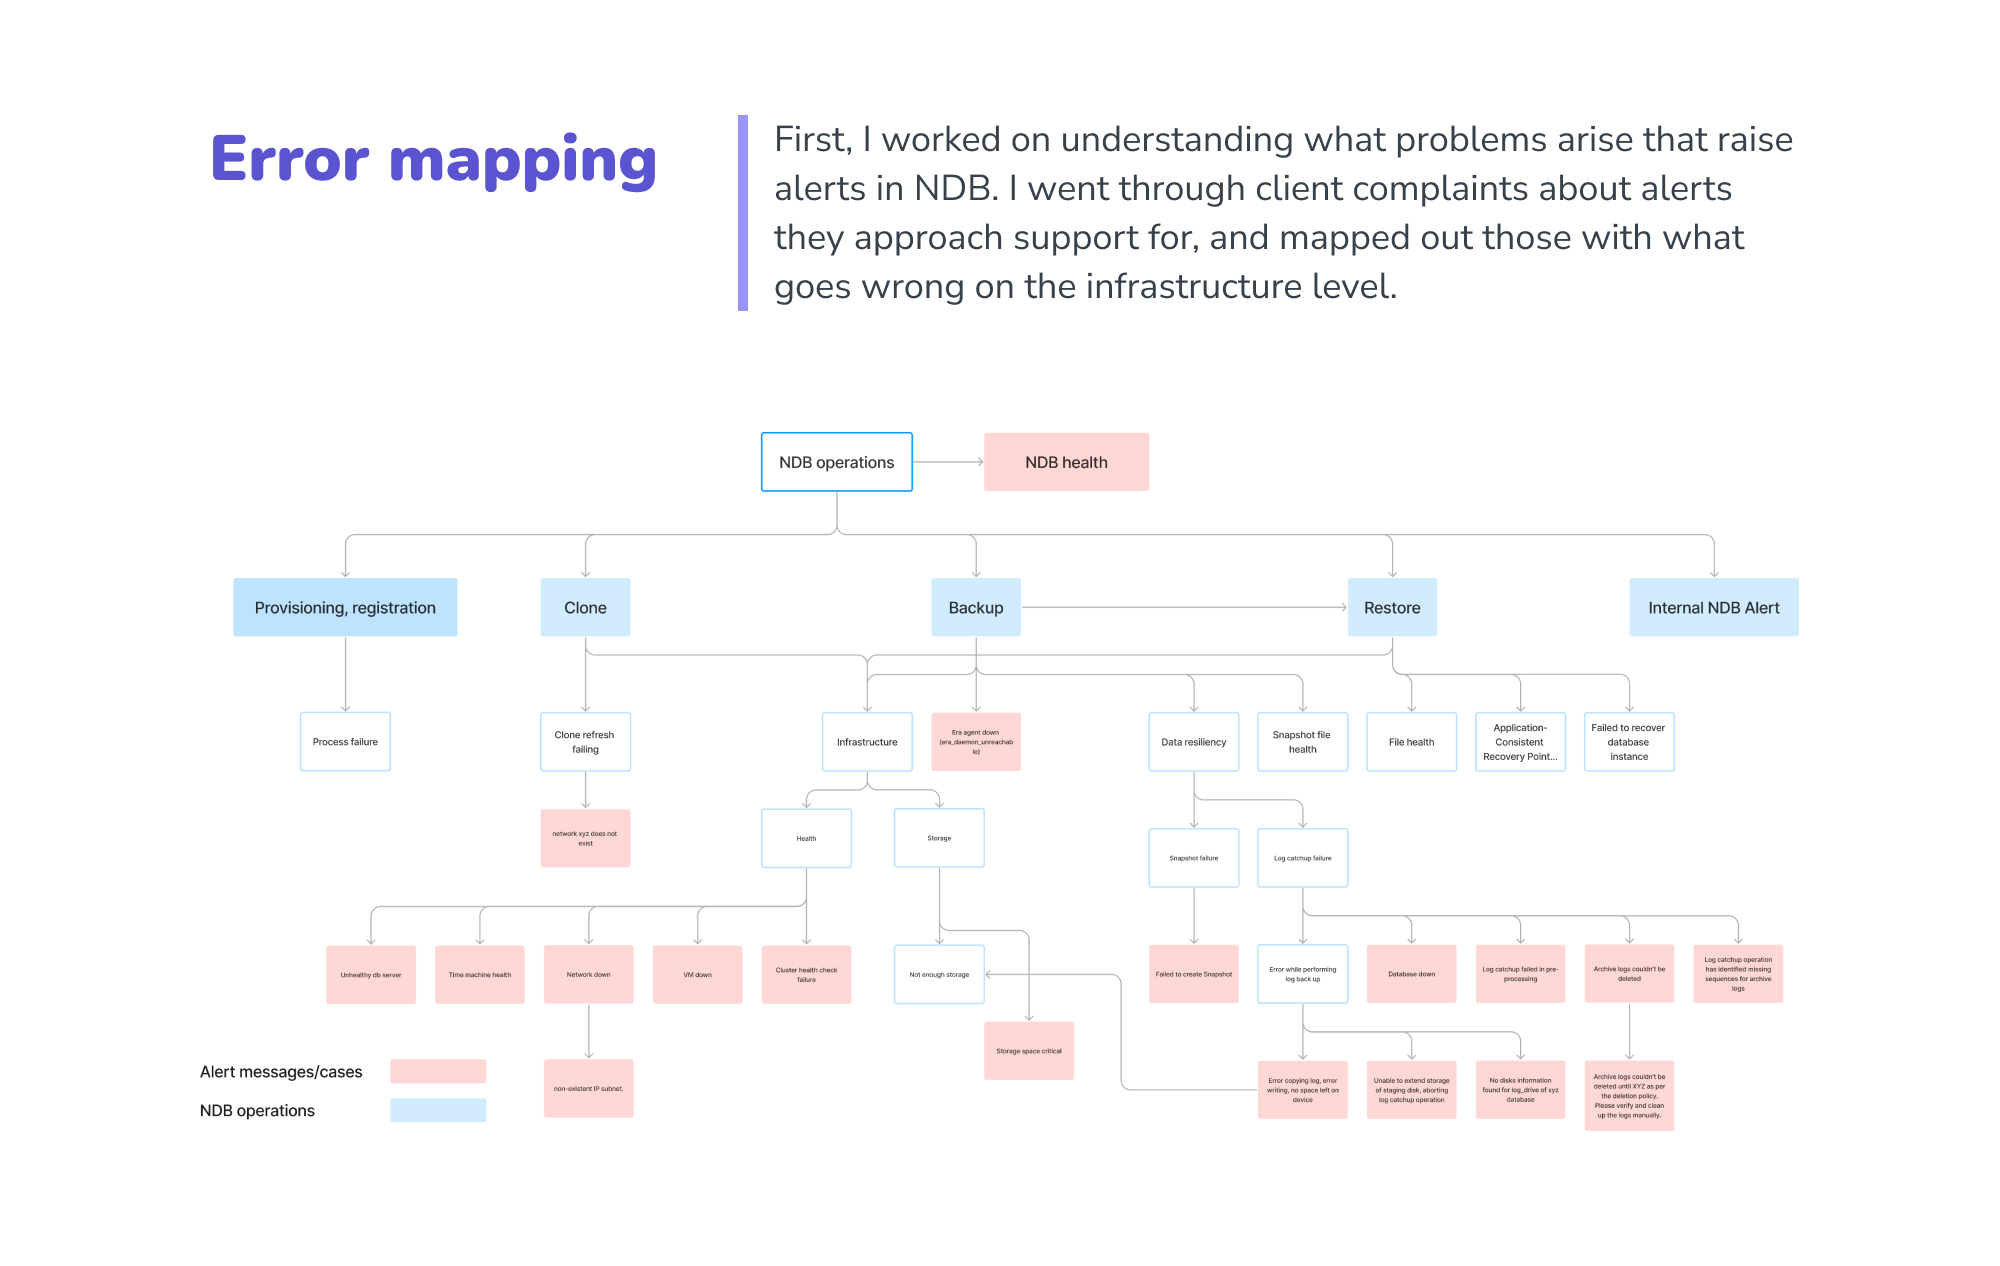 Error mapping
First, I worked on understanding what problems arise that raise
alerts in NDB. I went through client complaints about alerts
they approach support for, and mapped out those with what
goes wrong on the infrastructure level.
NDB operations
NDB health
Provisioning, registration
Clone
Backup
Restore
Internal NDB Alert
Process failure
Clone refresh
failing
Infrastructure
Era agent down
(era_daemon_unreachab
le)
Data resiliency
Snapshot file
health
File health
Application-
Consistent
Recovery Point...
Failed to recover
database
instance
network xyz does not
exist
Health
Storage
Snapshot failure
Log catchup failure
Unhealthy db server
Time machine health
Network down
VM down
Cluster health check
failure
Not enough storage
Failed to create Snapshot
Error while performing
log back up
Database down
Log catchup failed in pre-
processing
Archive logs couldn't be
deleted
Log catchup operation
has identified missing
sequences for archive
logs
Storage space critical
non-existent IP subnet.
Error copying log, error
writing, no space left on
device
Unable to extend storage
of staging disk, aborting
log catchup operation
No disks information
found for log_drive of xyz
database
Archive logs couldn't be
deleted until XYZ as per
the deletion policy.
Please verify and clean
up the logs manually.
Alert messages/cases
NDB operations